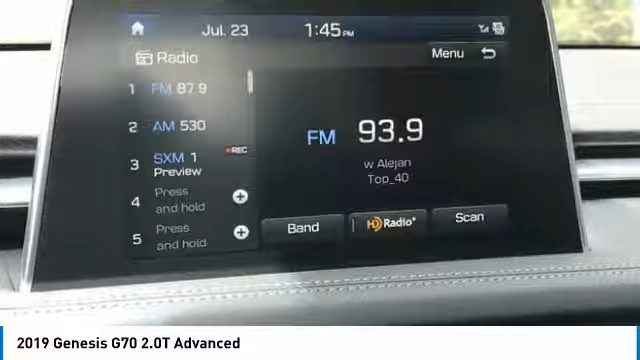 Jul. 23 1:45 PM
Radio
Menu
1 FM 87.9
2 AM 530
3 SXM 1 REC
Preview
4 Press
and hold
5 Press
and hold
FM 93.9
w Alejan
Top_40
Band
HD Radio®
Scan
2019 Genesis G70 2.0T Advanced